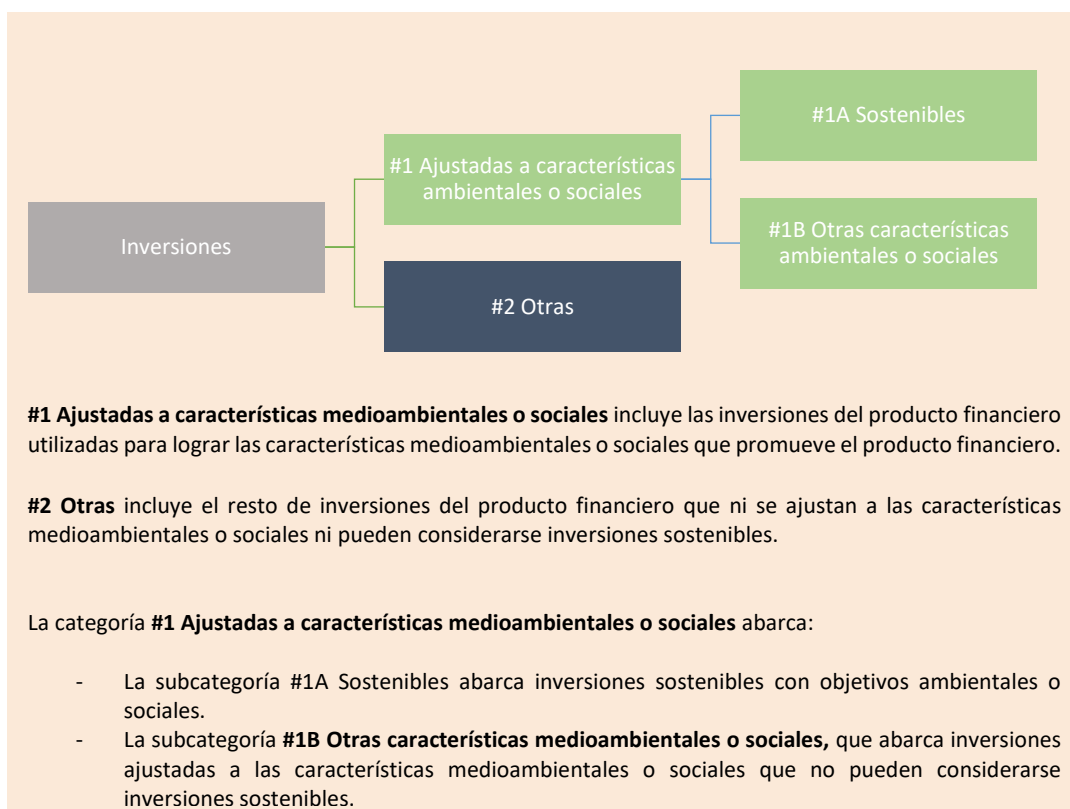 #1A Sostenibles
#1 Ajustadas a características
ambientales o sociales
Inversiones
#1B Otras características
ambientales o sociales
#2 Otras
#1 Ajustadas a características medioambientales o sociales incluye las inversiones del producto financiero
utilizadas para lograr las características medioambientales o sociales que promueve el producto financiero.
#2 Otras incluye el resto de inversiones del producto financiero que ni se ajustan a las características
medioambientales o sociales ni pueden considerarse inversiones sostenibles.
La categoría #1 Ajustadas a características medioambientales o sociales abarca:
- La subcategoría #1A Sostenibles abarca inversiones sostenibles con objetivos ambientales o
sociales.
- La subcategoría #1B Otras características medioambientales o sociales, que abarca inversiones
ajustadas a las características medioambientales o sociales que no pueden considerarse
inversiones sostenibles.